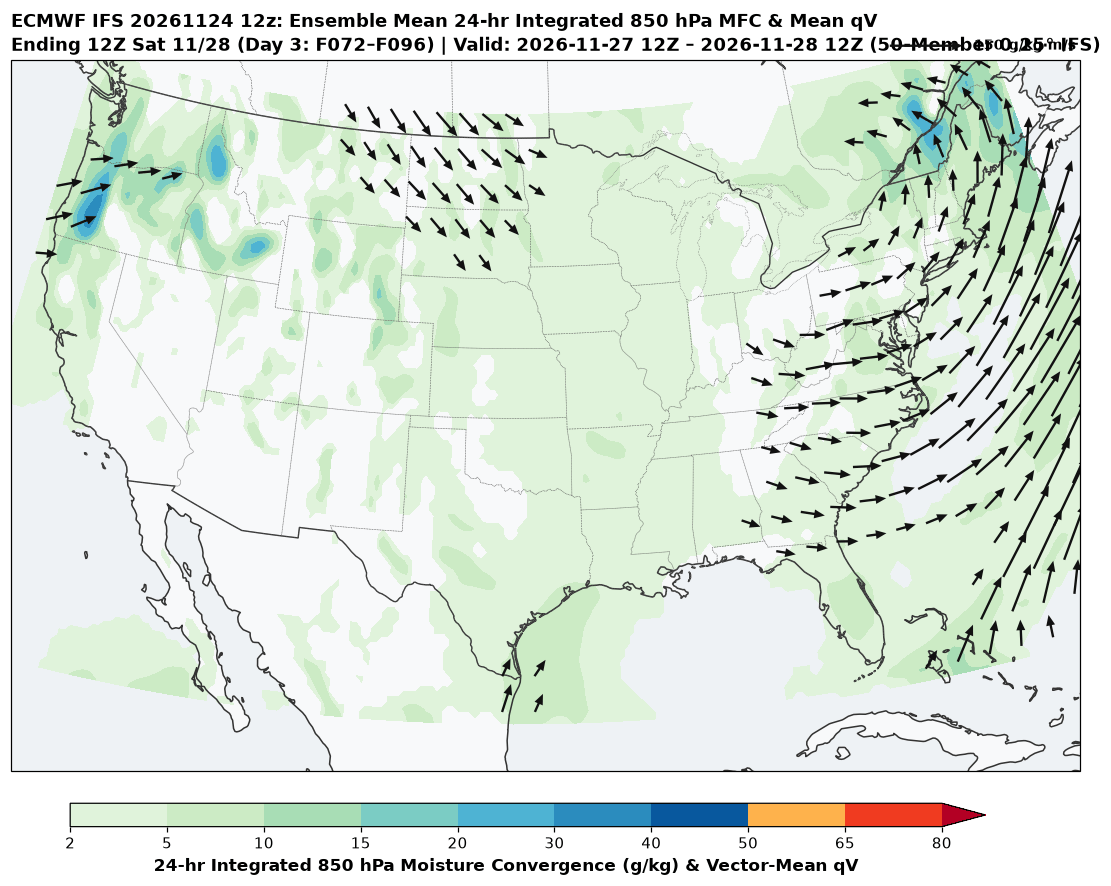 ECMWF IFS 20261124 12z: Ensemble Mean 24-hr Integrated 850 hPa MFC & Mean qV
Ending 12Z Sat 11/28 (Day 3: F072–F096) | Valid: 2026-11-27 12Z – 2026-11-28 12Z (50-Member 0.25° IFS)
150 g/kg·m/s
2 5 10 15 20 30 40 50 65 80
24-hr Integrated 850 hPa Moisture Convergence (g/kg) & Vector-Mean qV